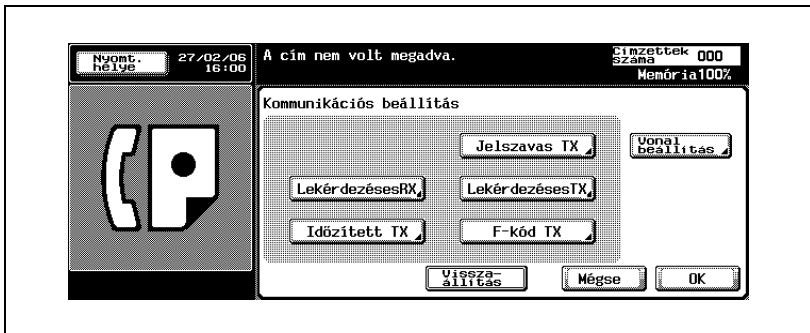 Nyomt. helye
27/02/06
16:00
A cím nem volt megadva.
Címzettek száma 000
Memória100%
Kommunikációs beállítás
Jelszavas TX
Vonal beállítás
LekérdezésesRX
LekérdezésesTX
Időzített TX
F-kód TX
Vissza-
állítás
Mégse
OK